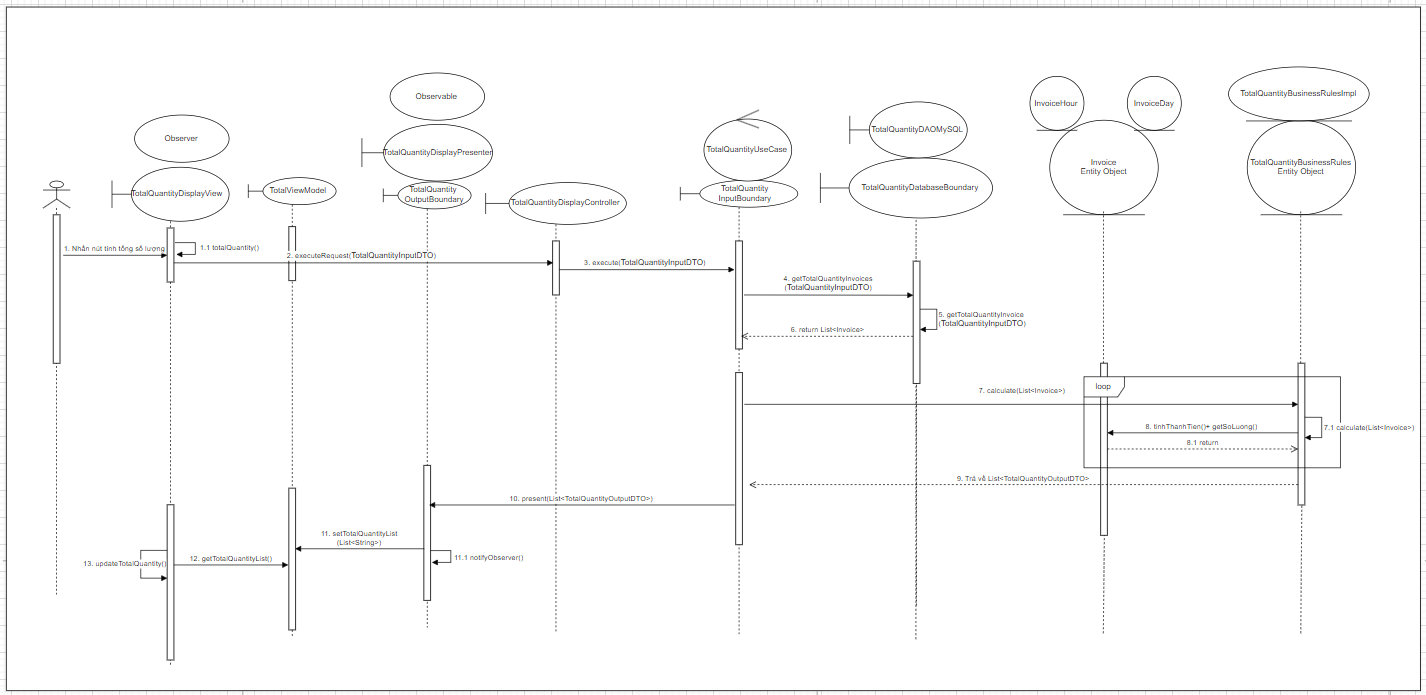 Observable
InvoiceHour
InvoiceDay
TotalQuantityBusinessRulesImpl
Observer
TotalQuantityDAOMySQL
TotalQuantityDisplayPresenter
TotalQuantityUseCase
Invoice
Entity Object
TotalQuantityBusinessRules
Entity Object
TotalQuantityDisplayView
TotalViewModel
TotalQuantity
OutputBoundary
TotalQuantityDisplayController
TotalQuantity
InputBoundary
TotalQuantityDatabaseBoundary
1. Nhấn nút tính tổng số lượng
1.1 totalQuantity()
2. executeRequest(TotalQuantityInputDTO)
3. execute(TotalQuantityInputDTO)
4. getTotalQuantityInvoices
(TotalQuantityInputDTO)
5. getTotalQuantityInvoice
(TotalQuantityInputDTO)
6. return List<Invoice>
loop
7. calculate(List<Invoice>)
7.1 calculate(List<Invoice>)
8. tinhThanhTien()+ getSoLuong()
8.1 return
9. Trả về List<TotalQuantityOutputDTO>
10. present(List<TotalQuantityOutputDTO>)
11. setTotalQuantityList
(List<String>)
11.1 notifyObserver()
12. getTotalQuantityList()
13. updateTotalQuantity()